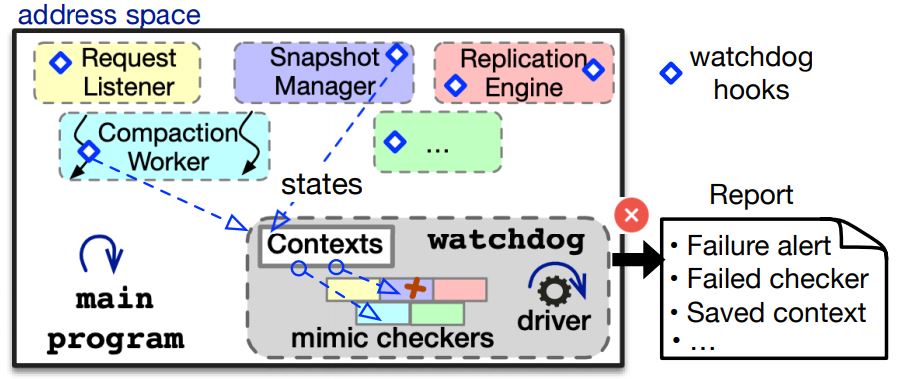 address space
Request
Listener
Snapshot
Manager
Replication
Engine
watchdog
hooks
Compaction
Worker
...
states
Report
Contexts
watchdog
• Failure alert
• Failed checker
• Saved context
• ...
main
program
driver
mimic checkers